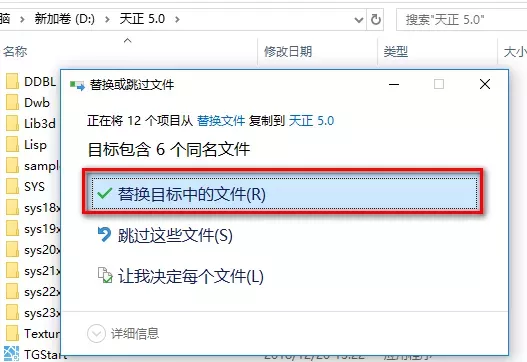 脑 › 新加卷 (D:) › 天正 5.0
搜索"天正 5.0"
名称 修改日期 类型
DDBL
Dwb
Lib3d
Lisp
sampl
SYS
sys18x
sys19x
sys20x
sys21x
sys22x
sys23x
Textur
TGStart
替换或跳过文件
正在将 12 个项目从 替换文件 复制到 天正 5.0
目标包含 6 个同名文件
替换目标中的文件(R)
跳过这些文件(S)
让我决定每个文件(L)
详细信息